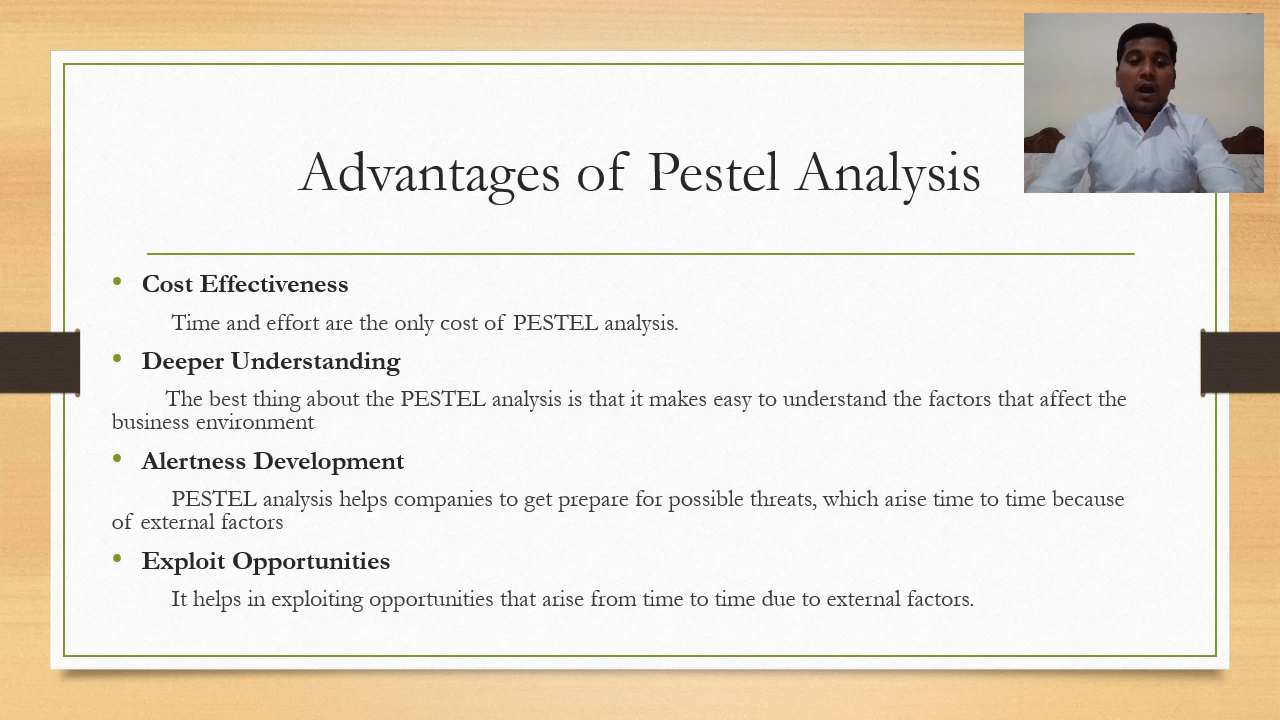 Advantages of Pestel Analysis
• Cost Effectiveness
Time and effort are the only cost of PESTEL analysis.
• Deeper Understanding
The best thing about the PESTEL analysis is that it makes easy to understand the factors that affect the
business environment
• Alertness Development
PESTEL analysis helps companies to get prepare for possible threats, which arise time to time because
of external factors
• Exploit Opportunities
It helps in exploiting opportunities that arise from time to time due to external factors.